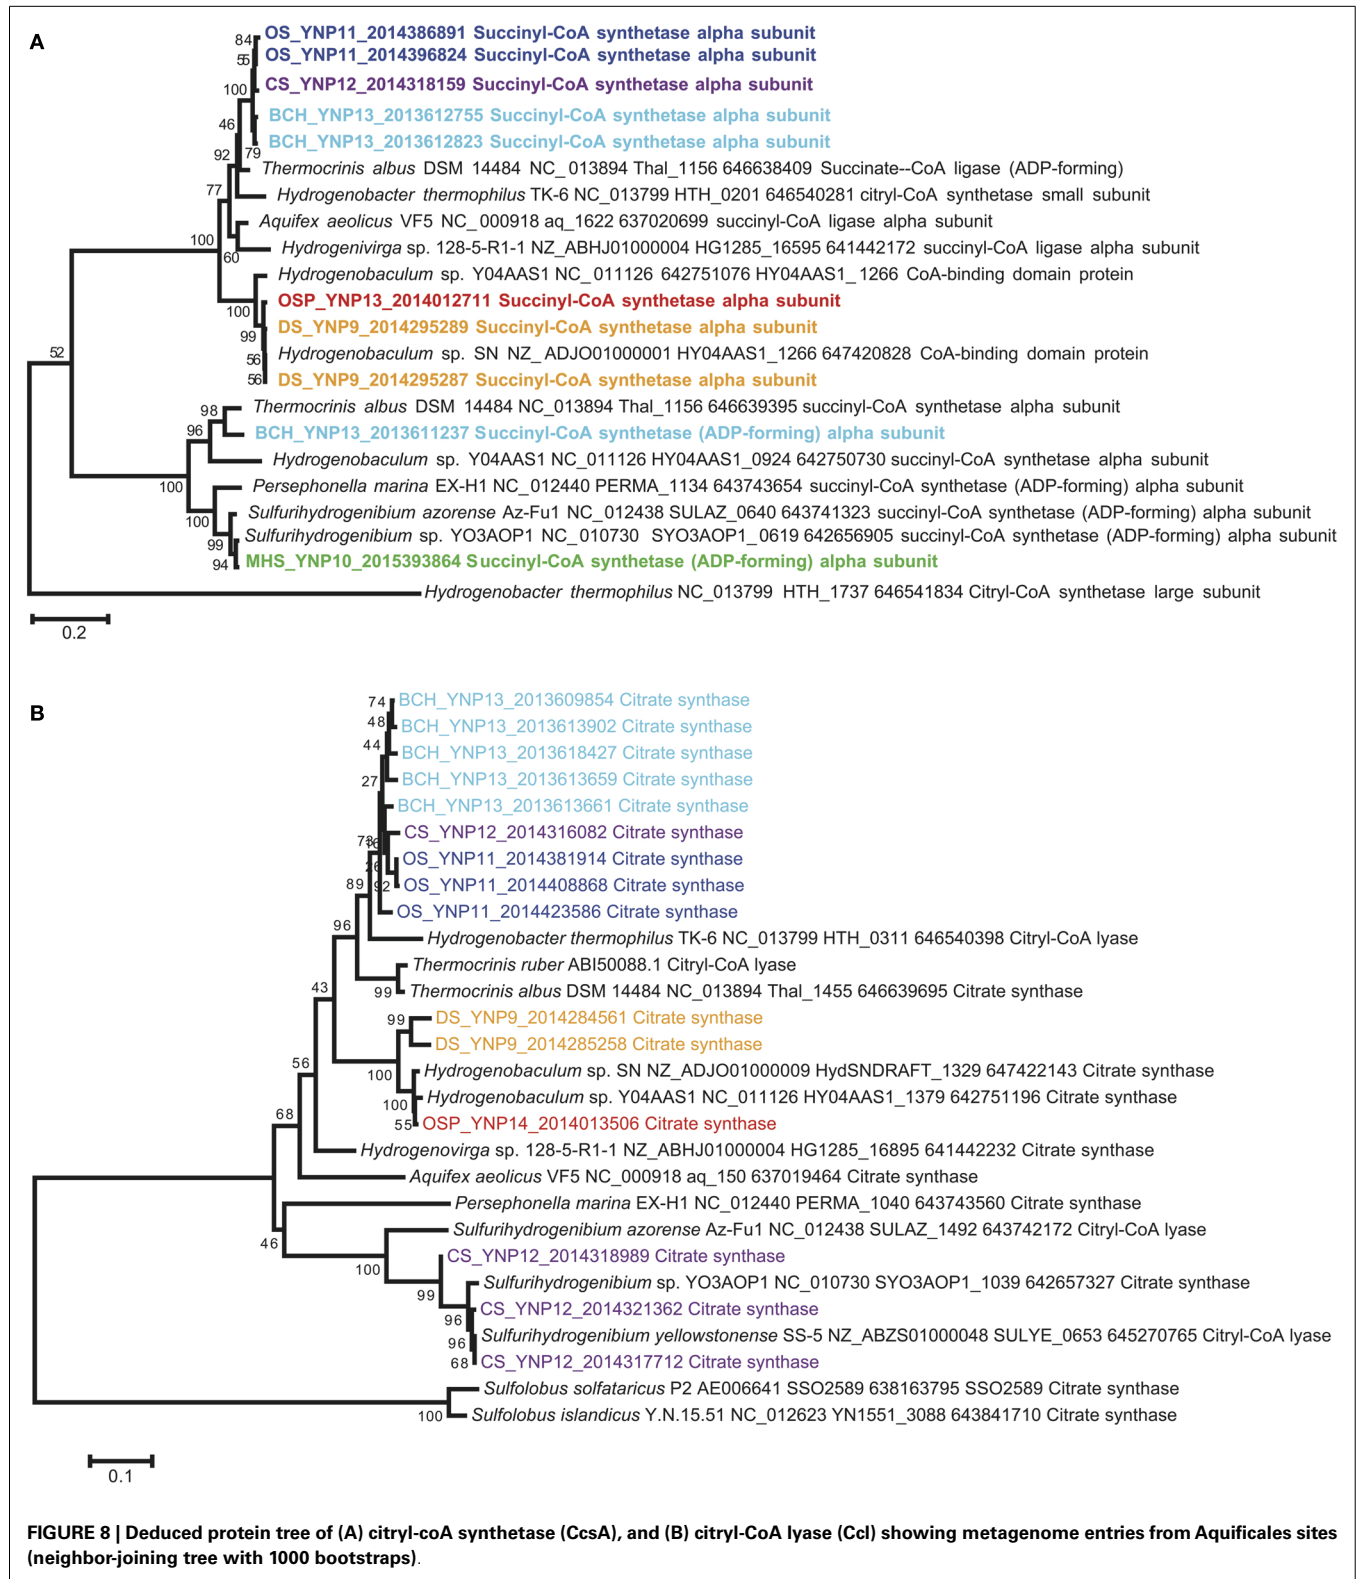 A
84
OS_YNP11_2014386891 Succinyl-CoA synthetase alpha subunit
55
OS_YNP11_2014396824 Succinyl-CoA synthetase alpha subunit
100
CS_YNP12_2014318159 Succinyl-CoA synthetase alpha subunit
46
BCH_YNP13_2013612755 Succinyl-CoA synthetase alpha subunit
79
BCH_YNP13_2013612823 Succinyl-CoA synthetase alpha subunit
92
Thermocrinis albus DSM 14484 NC_013894 Thal_1156 646638409 Succinate--CoA ligase (ADP-forming)
77
Hydrogenobacter thermophilus TK-6 NC_013799 HTH_0201 646540281 citryl-CoA synthetase small subunit
Aquifex aeolicus VF5 NC_000918 aq_1622 637020699 succinyl-CoA ligase alpha subunit
100
60
Hydrogenivirga sp. 128-5-R1-1 NZ_ABHJ01000004 HG1285_16595 641442172 succinyl-CoA ligase alpha subunit
Hydrogenobaculum sp. Y04AAS1 NC_011126 642751076 HY04AAS1_1266 CoA-binding domain protein
100
OSP_YNP13_2014012711 Succinyl-CoA synthetase alpha subunit
99
DS_YNP9_2014295289 Succinyl-CoA synthetase alpha subunit
56
Hydrogenobaculum sp. SN NZ_ADJO01000001 HY04AAS1_1266 647420828 CoA-binding domain protein
56
DS_YNP9_2014295287 Succinyl-CoA synthetase alpha subunit
52
98
Thermocrinis albus DSM 14484 NC_013894 Thal_1156 646639395 succinyl-CoA synthetase alpha subunit
96
BCH_YNP13_2013611237 Succinyl-CoA synthetase (ADP-forming) alpha subunit
Hydrogenobaculum sp. Y04AAS1 NC_011126 HY04AAS1_0924 642750730 succinyl-CoA synthetase alpha subunit
100
Persephonella marina EX-H1 NC_012440 PERMA_1134 643743654 succinyl-CoA synthetase (ADP-forming) alpha subunit
100
Sulfurihydrogenibium azorense Az-Fu1 NC_012438 SULAZ_0640 643741323 succinyl-CoA synthetase (ADP-forming) alpha subunit
99
Sulfurihydrogenibium sp. YO3AOP1 NC_010730 SYO3AOP1_0619 642656905 succinyl-CoA synthetase (ADP-forming) alpha subunit
94
MHS_YNP10_2015393864 Succinyl-CoA synthetase (ADP-forming) alpha subunit
Hydrogenobacter thermophilus NC_013799 HTH_1737 646541834 Citryl-CoA synthetase large subunit
0.2
B
74
BCH_YNP13_2013609854 Citrate synthase
48
BCH_YNP13_2013613902 Citrate synthase
44
BCH_YNP13_2013618427 Citrate synthase
27
BCH_YNP13_2013613659 Citrate synthase
BCH_YNP13_2013613661 Citrate synthase
CS_YNP12_2014316082 Citrate synthase
OS_YNP11_2014381914 Citrate synthase
92
OS_YNP11_2014408868 Citrate synthase
89
OS_YNP11_2014423586 Citrate synthase
96
Hydrogenobacter thermophilus TK-6 NC_013799 HTH_0311 646540398 Citryl-CoA lyase
Thermocrinis ruber ABI50088.1 Citryl-CoA lyase
99
Thermocrinis albus DSM 14484 NC_013894 Thal_1455 646639695 Citrate synthase
43
99
DS_YNP9_2014284561 Citrate synthase
DS_YNP9_2014285258 Citrate synthase
100
Hydrogenobaculum sp. SN NZ_ADJO01000009 HydSNDRAFT_1329 647422143 Citrate synthase
56
100
Hydrogenobaculum sp. Y04AAS1 NC_011126 HY04AAS1_1379 642751196 Citrate synthase
55
OSP_YNP14_2014013506 Citrate synthase
68
Hydrogenovirga sp. 128-5-R1-1 NZ_ABHJ01000004 HG1285_16895 641442232 Citrate synthase
Aquifex aeolicus VF5 NC_000918 aq_150 637019464 Citrate synthase
Persephonella marina EX-H1 NC_012440 PERMA_1040 643743560 Citrate synthase
46
Sulfurihydrogenibium azorense Az-Fu1 NC_012438 SULAZ_1492 643742172 Citryl-CoA lyase
100
CS_YNP12_2014318989 Citrate synthase
99
Sulfurihydrogenibium sp. YO3AOP1 NC_010730 SYO3AOP1_1039 642657327 Citrate synthase
96
CS_YNP12_2014321362 Citrate synthase
96
Sulfurihydrogenibium yellowstonense SS-5 NZ_ABZS01000048 SULYE_0653 645270765 Citryl-CoA lyase
68
CS_YNP12_2014317712 Citrate synthase
Sulfolobus solfataricus P2 AE006641 SSO2589 638163795 SSO2589 Citrate synthase
100
Sulfolobus islandicus Y.N.15.51 NC_012623 YN1551_3088 643841710 Citrate synthase
0.1
FIGURE 8 | Deduced protein tree of (A) citryl-coA synthetase (CcsA), and (B) citryl-CoA lyase (Ccl) showing metagenome entries from Aquificales sites
(neighbor-joining tree with 1000 bootstraps).